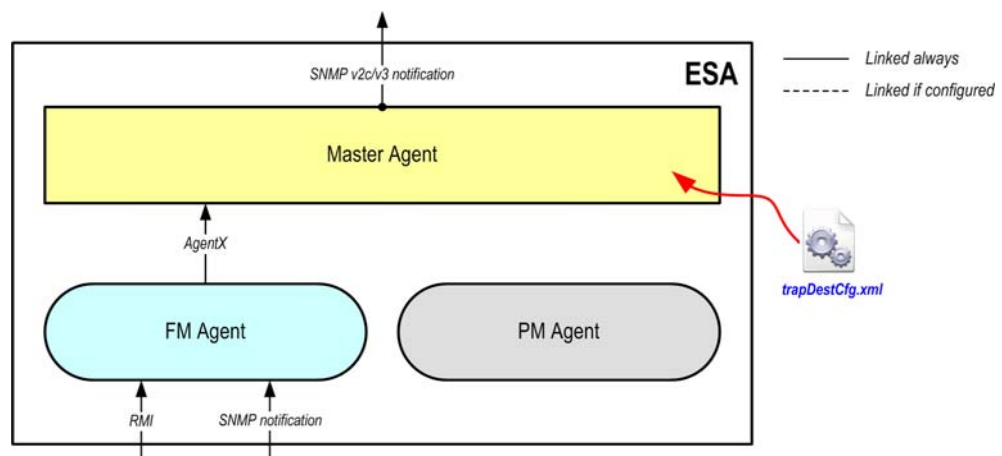 SNMP v2c/v3 notification
ESA
Linked always
Linked if configured
Master Agent
AgentX
trapDestCfg.xml
FM Agent
PM Agent
RMI
SNMP notification